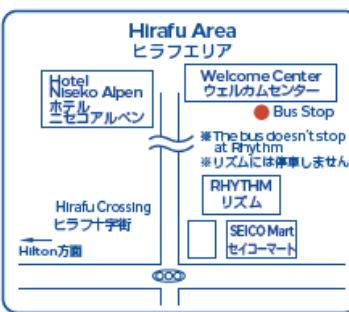 Hirafu Area
ヒラフエリア
Hotel
Niseko Alpen
ホテル
ニセコアルペン
Welcome Center
ウェルカムセンター
Bus Stop
※The bus doesn't stop
at Rhythm
※リズムには停車しません
RHYTHM
リズム
Hirafu Crossing
ヒラフ十字街
SEICO Mart
セイコーマート
Hilton方面